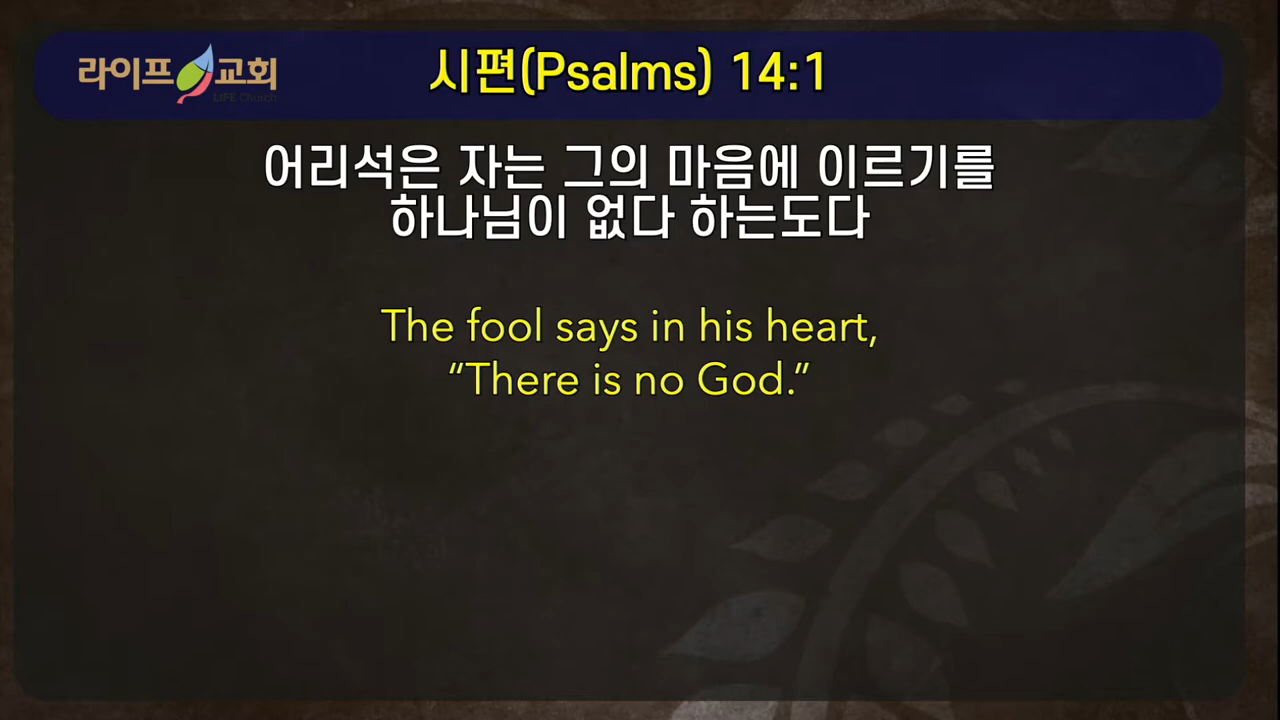 라이프 교회
LIFE Church
시편(Psalms) 14:1
어리석은 자는 그의 마음에 이르기를
하나님이 없다 하는도다
The fool says in his heart,
“There is no God.”